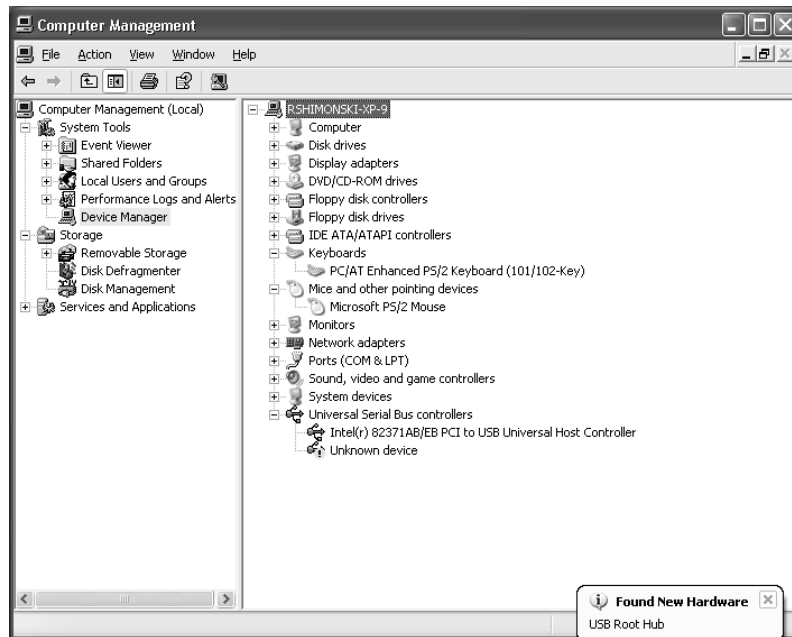 Computer Management
File Action View Window Help
Computer Management (Local)
System Tools
Event Viewer
Shared Folders
Local Users and Groups
Performance Logs and Alerts
Device Manager
Storage
Removable Storage
Disk Defragmenter
Disk Management
Services and Applications
RSHIMONSKI-XP-9
Computer
Disk drives
Display adapters
DVD/CD-ROM drives
Floppy disk controllers
Floppy disk drives
IDE ATA/ATAPI controllers
Keyboards
PC/AT Enhanced PS/2 Keyboard (101/102-Key)
Mice and other pointing devices
Microsoft PS/2 Mouse
Monitors
Network adapters
Ports (COM & LPT)
Sound, video and game controllers
System devices
Universal Serial Bus controllers
Intel(r) 82371AB/EB PCI to USB Universal Host Controller
Unknown device
Found New Hardware
USB Root Hub